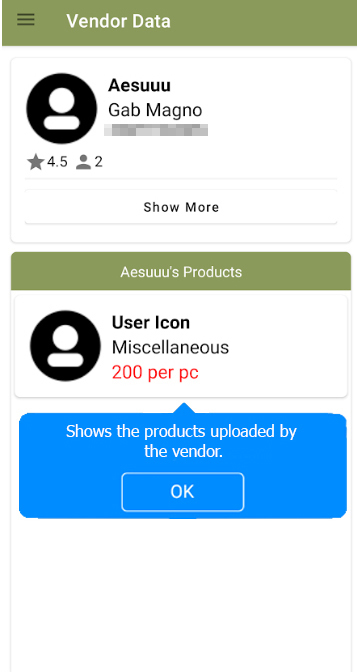 Vendor Data
Aesuuu
Gab Magno
4.5 2
Show More
Aesuuu's Products
User Icon
Miscellaneous
200 per pc
Shows the products uploaded by
the vendor.
OK